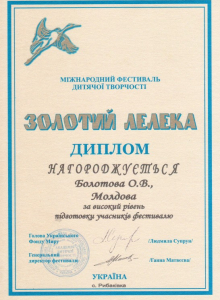 МІЖНАРОДНИЙ ФЕСТИВАЛЬ
ДИТЯЧОЇ ТВОРЧОСТІ
ЗОЛОТИЙ ЛЕЛЕКА
ДИПЛОМ
НАГОРОДЖУЄТЬСЯ
Болотова О.В.,
Молдова
за високий рівень
підготовки учасників фестивалю
Голова Українського
Фонду Миру
/Людмила Супрун/
Генеральний
директор фестивалю
/Ганна Матвєєва/
УКРАЇНА
с. Рибаківка